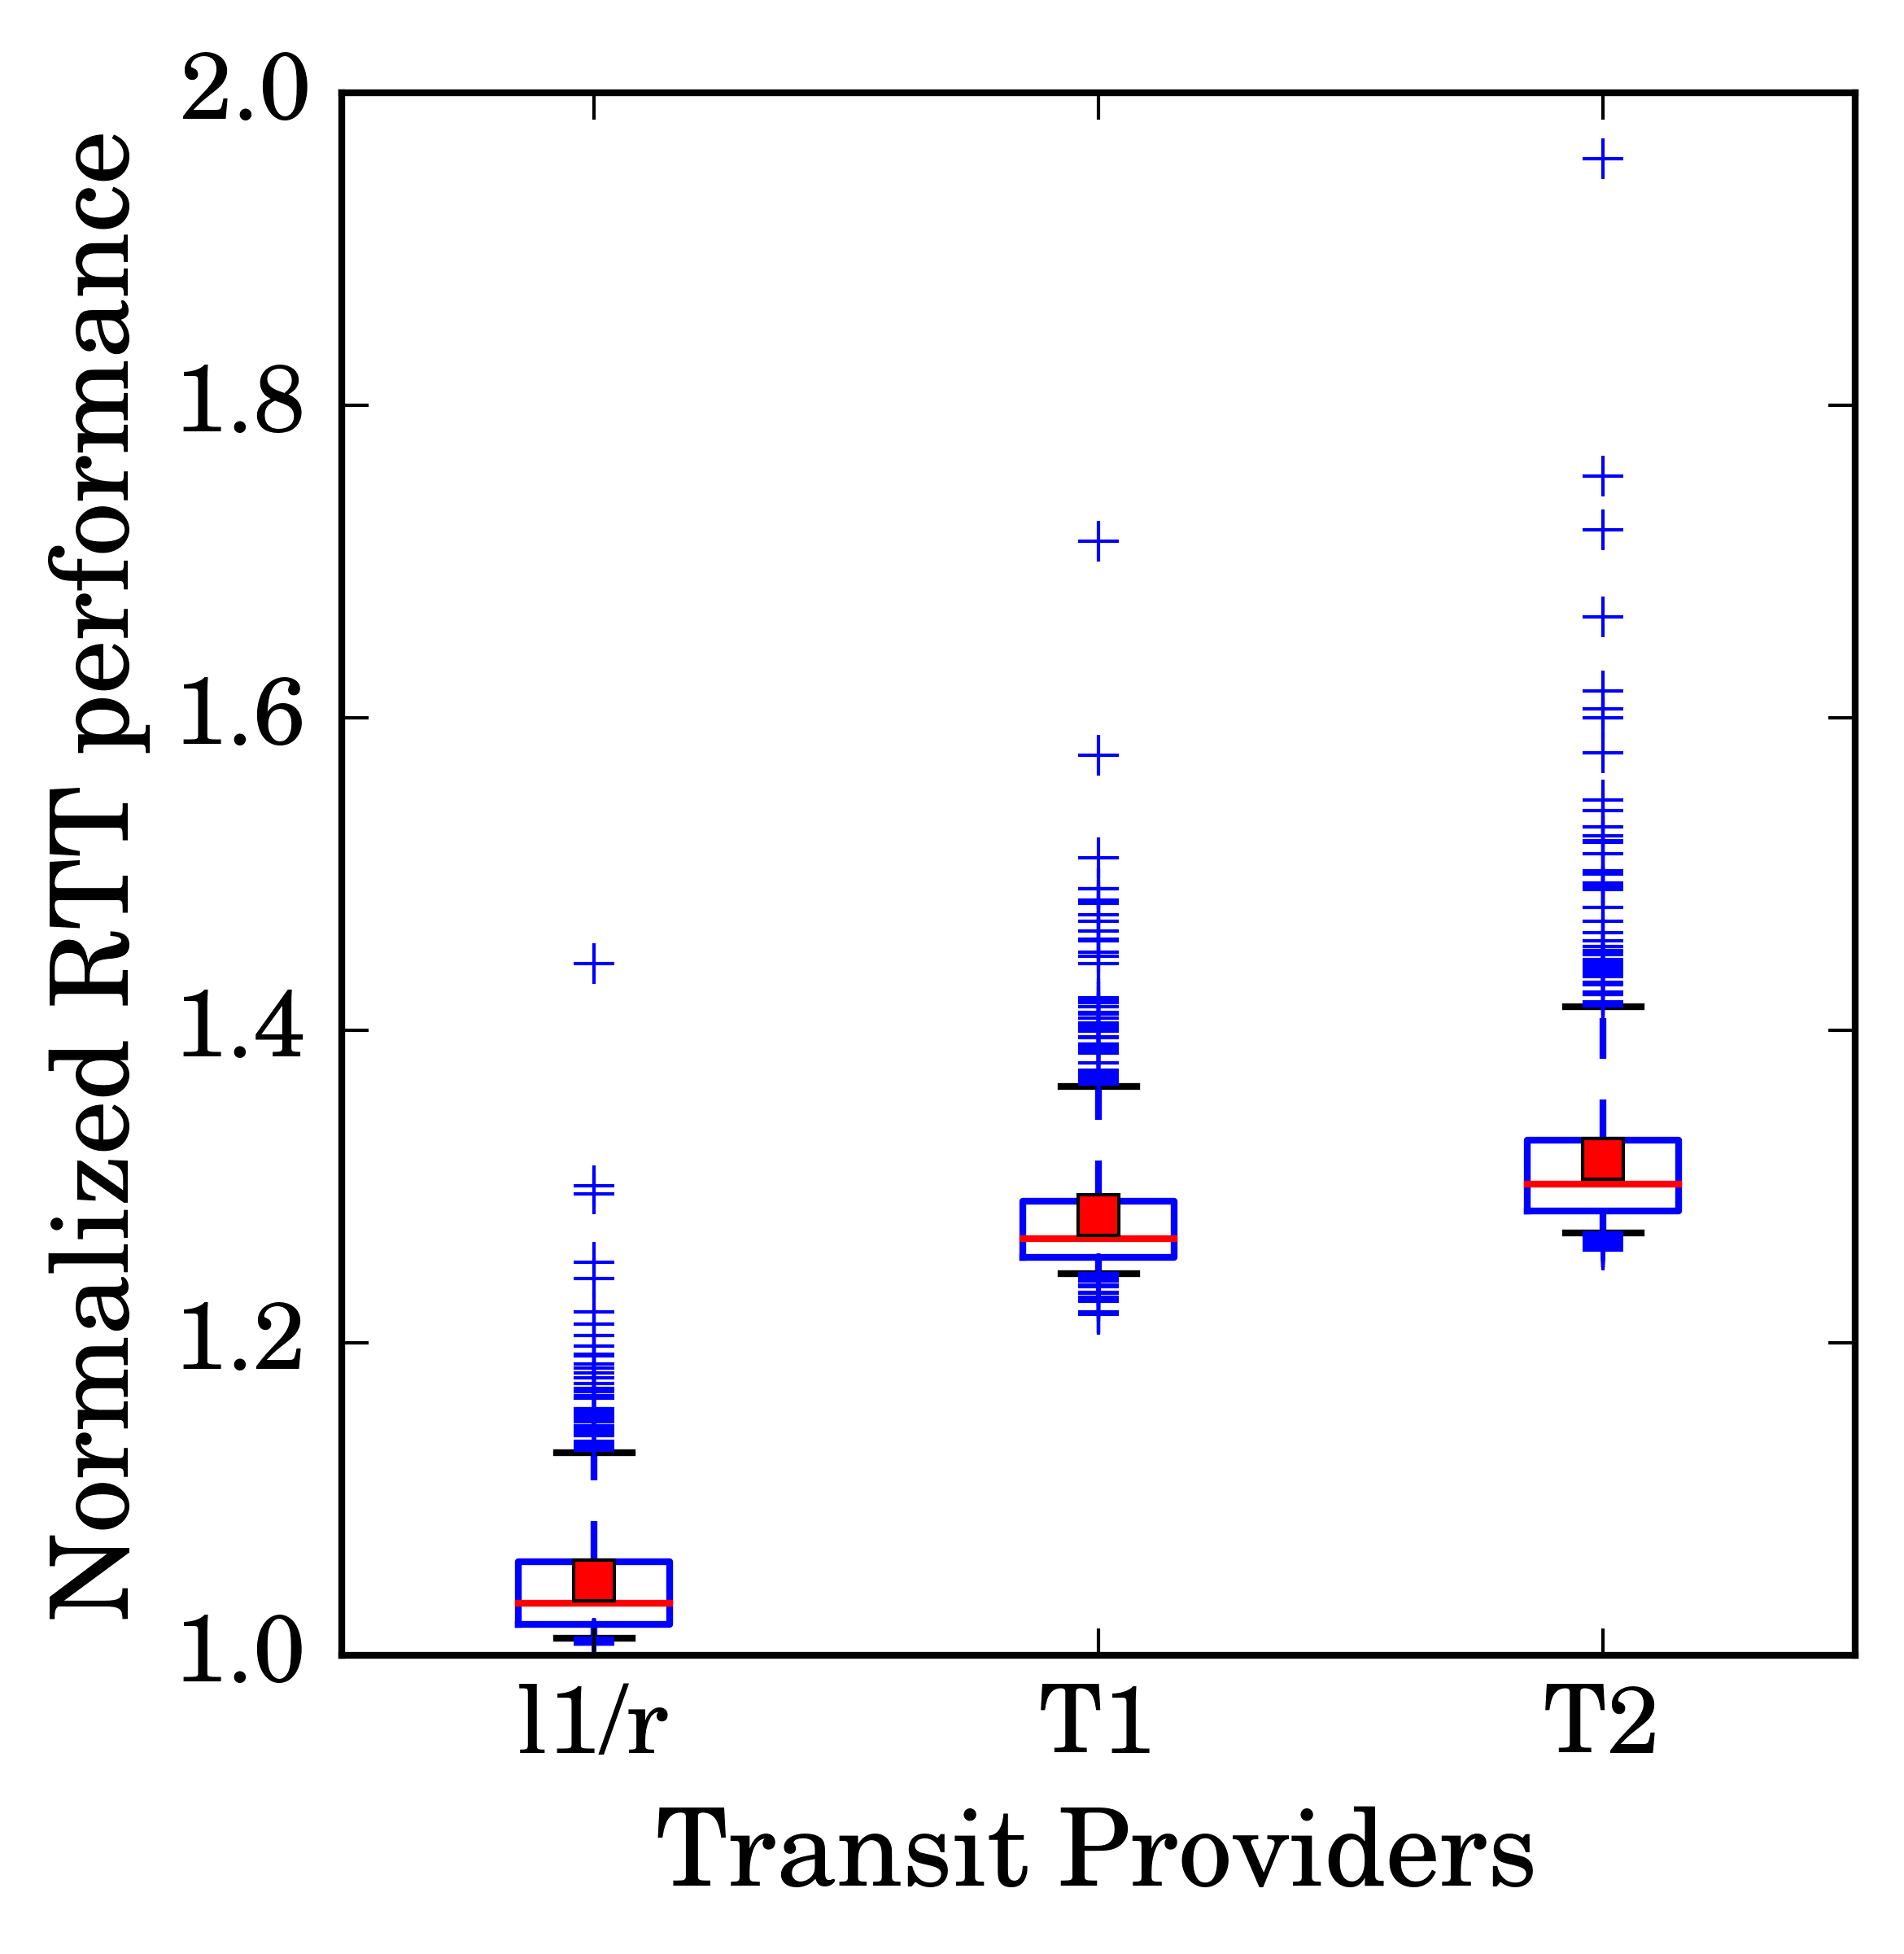 Normalized RTT performance
2.0
1.8
1.6
1.4
1.2
1.0
l1/r T1 T2
Transit Providers